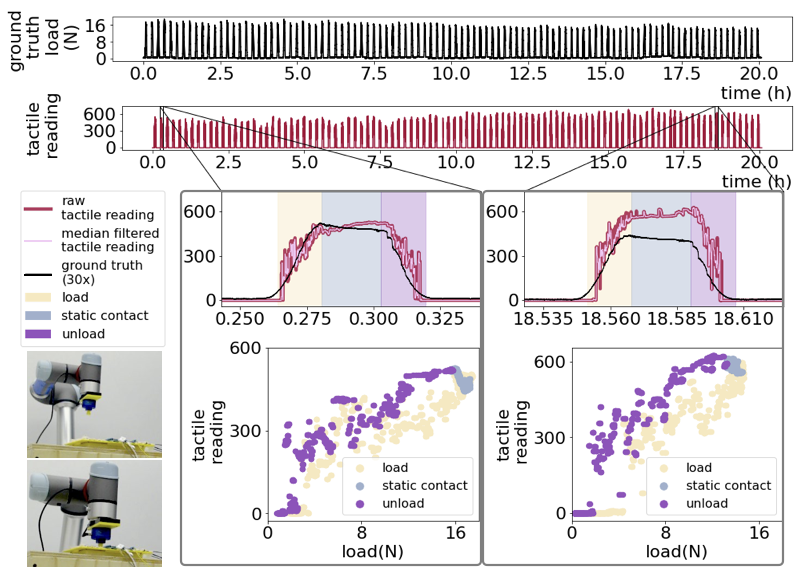 ground
truth
load
(N)
16
8
0
0.0 2.5 5.0 7.5 10.0 12.5 15.0 17.5 20.0
time (h)
tactile
reading
600
300
0
0.0 2.5 5.0 7.5 10.0 12.5 15.0 17.5 20.0
time (h)
raw
tactile reading
median filtered
tactile reading
ground truth
(30x)
load
static contact
unload
600
300
0
0.250 0.275 0.300 0.325
600
300
0
18.535 18.560 18.585 18.610
tactile
reading
600
300
0
load
static contact
unload
0 8 16
load(N)
tactile
reading
600
300
0
load
static contact
unload
0 8 16
load(N)